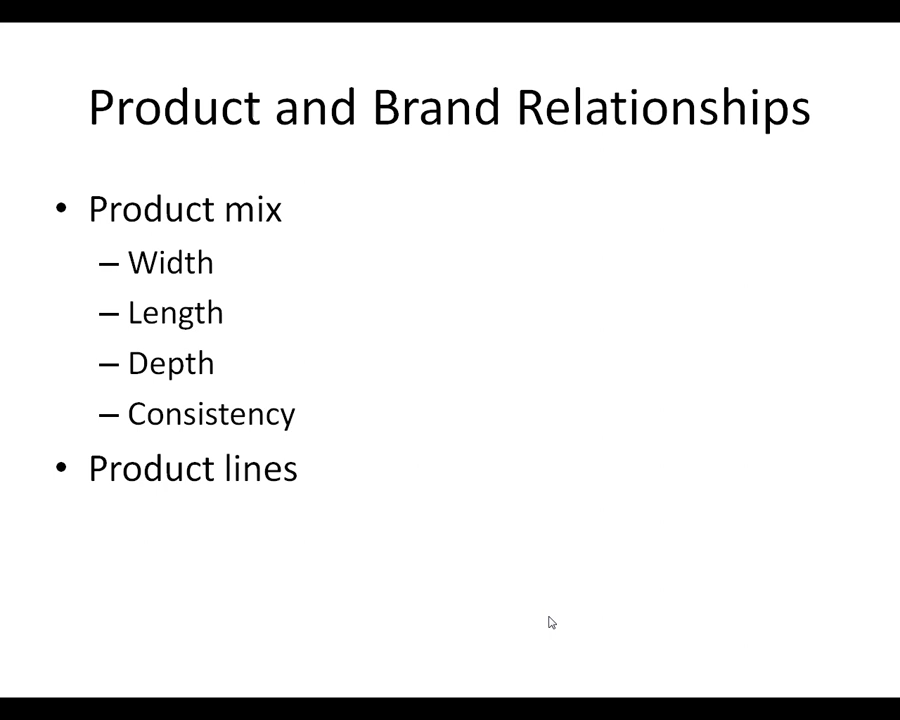 Product and Brand Relationships
• Product mix
– Width
– Length
– Depth
– Consistency
• Product lines